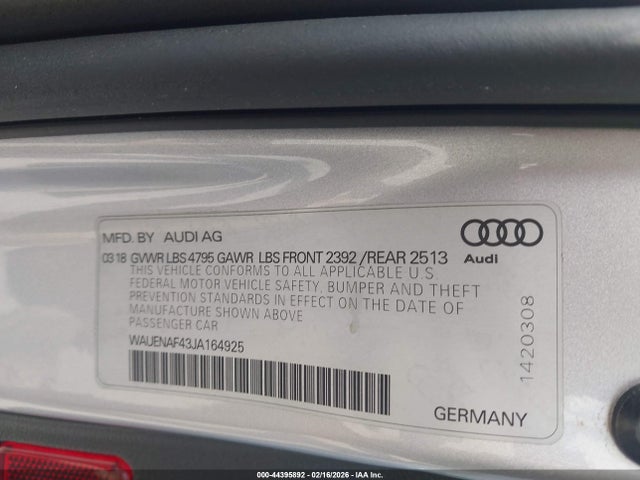 MFD. BY AUDI AG
03 18 GVWR LBS 4795 GAWR LBS FRONT 2392 /REAR 2513
Audi
THIS VEHICLE CONFORMS TO ALL APPLICABLE U.S.
FEDERAL MOTOR VEHICLE SAFETY, BUMPER AND THEFT
PREVENTION STANDARDS IN EFFECT ON THE DATE OF
MANUFACTURE SHOWN ABOVE
PASSENGER CAR
WAUENAF43JA164925
1420308
GERMANY
000-44395892 - 02/16/2026 - IAA Inc.